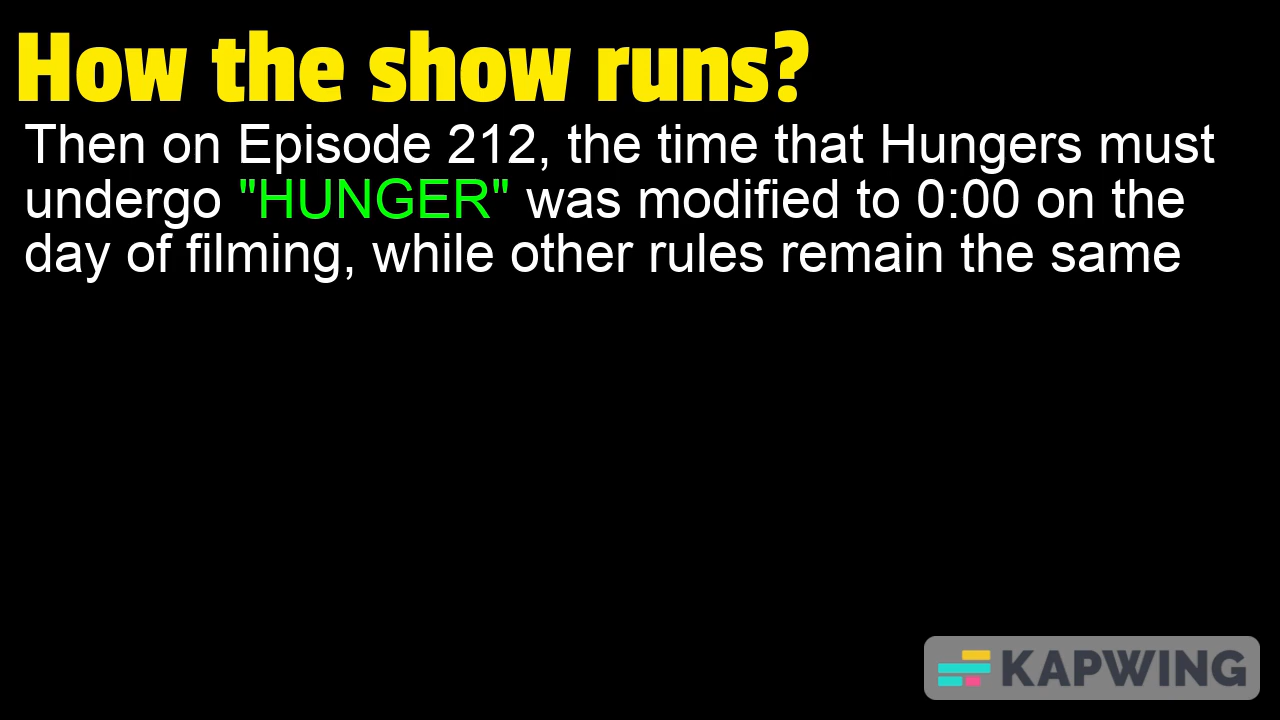 How the show runs?
Then on Episode 212, the time that Hungers must
undergo "HUNGER" was modified to 0:00 on the
day of filming, while other rules remain the same
KAPWING